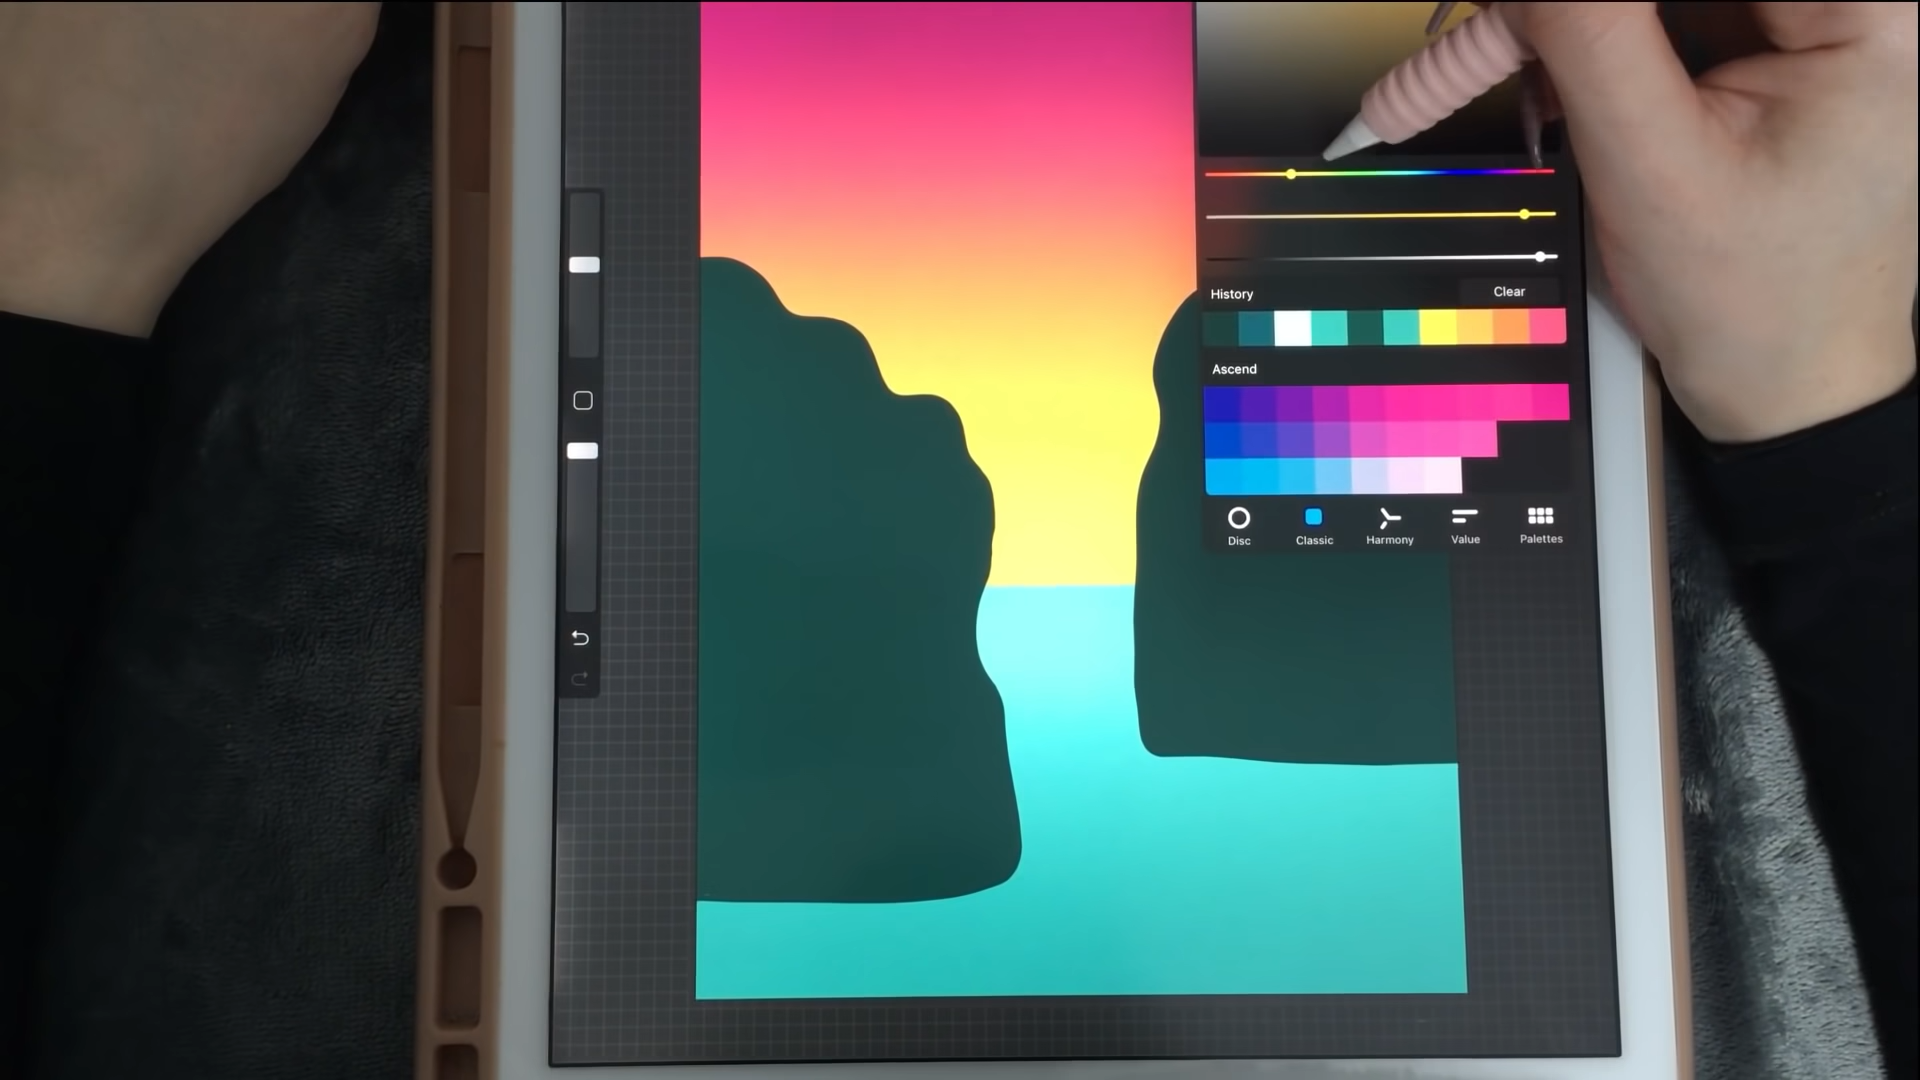 History
Clear
Ascend
Disc
Classic
Harmony
Value
Palettes